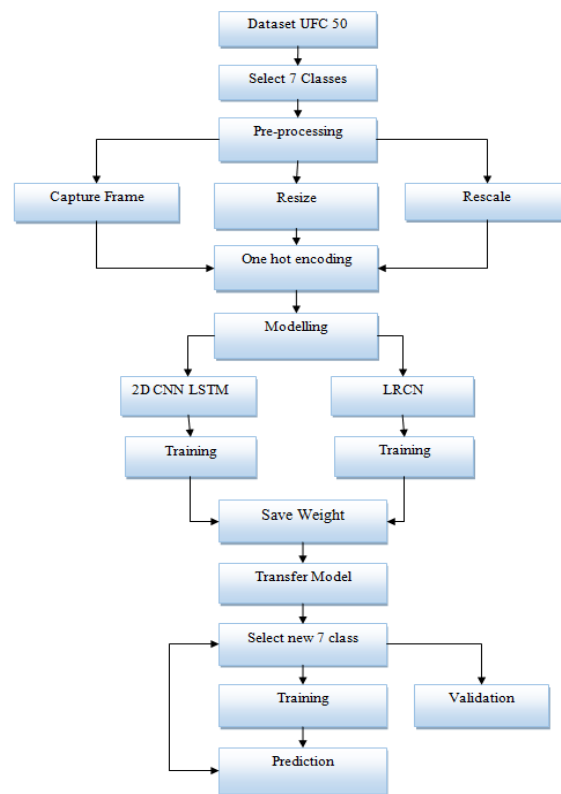 Dataset UFC 50
Select 7 Classes
Pre-processing
Capture Frame
Resize
Rescale
One hot encoding
Modelling
2D CNN LSTM
LRCN
Training
Training
Save Weight
Transfer Model
Select new 7 class
Training
Validation
Prediction